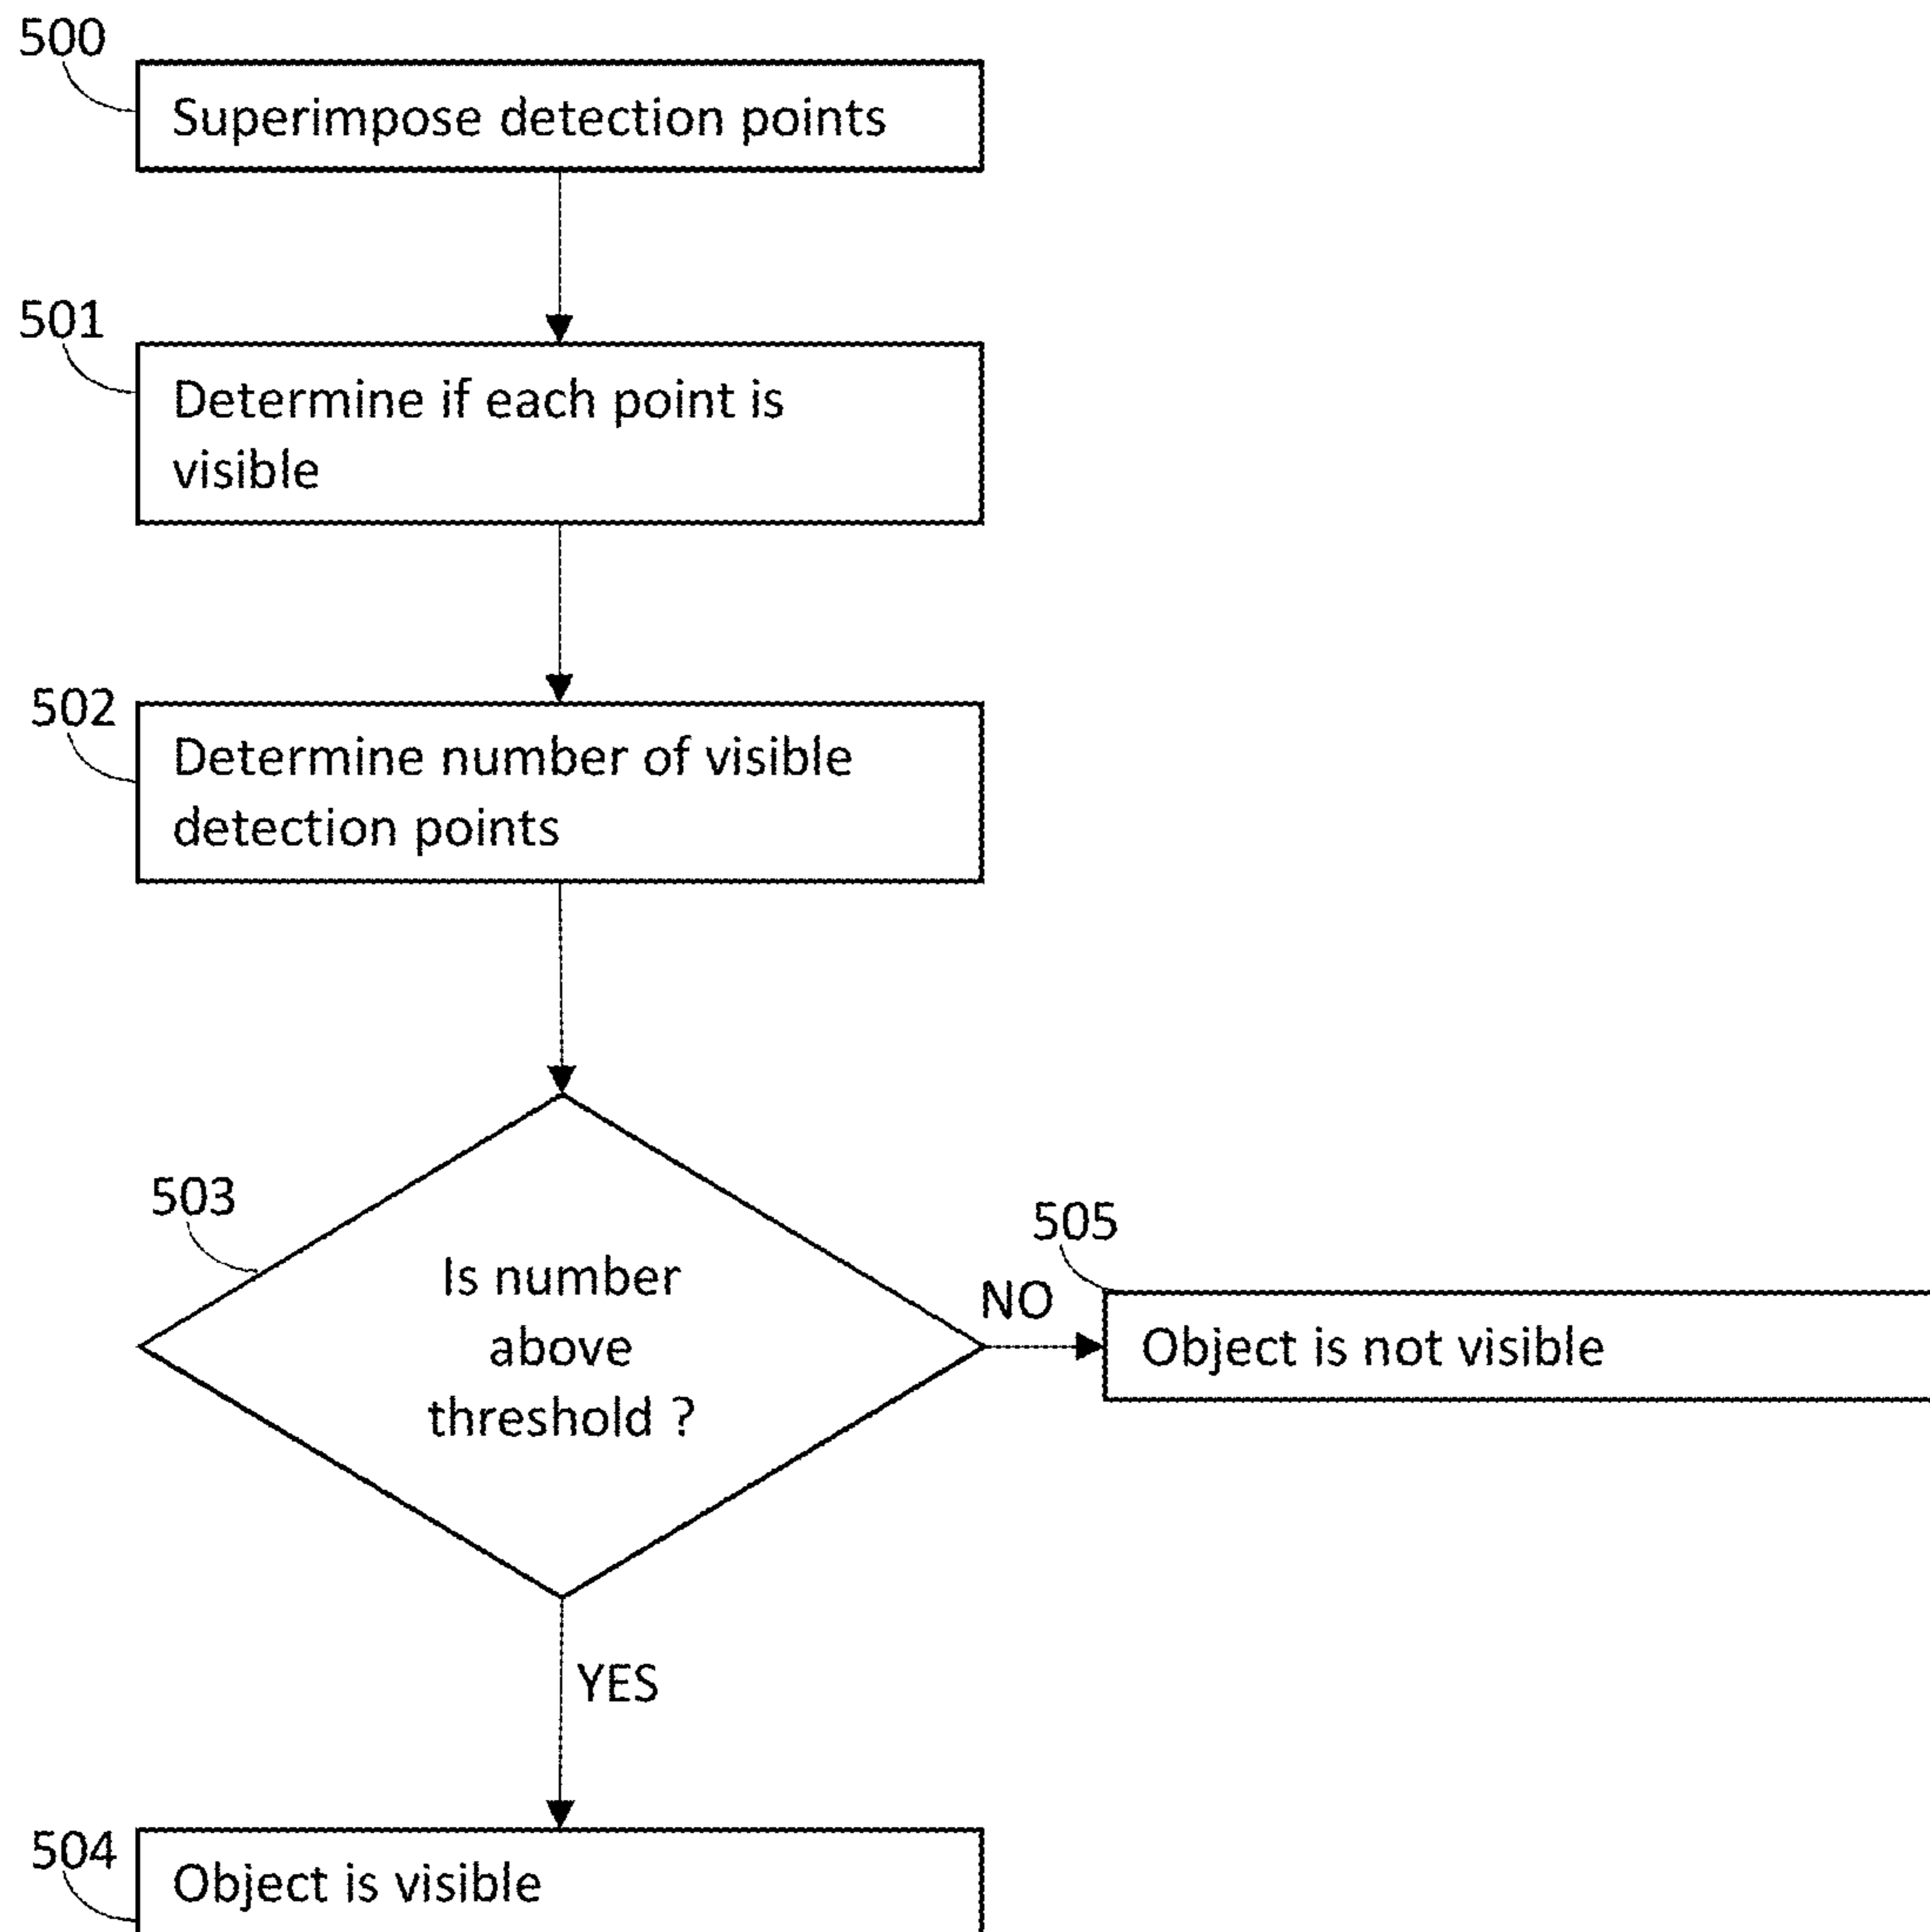 500
Superimpose detection points
501
Determine if each point is
visible
502
Determine number of visible
detection points
503
Is number
above
threshold ?
NO
505
Object is not visible
YES
504
Object is visible